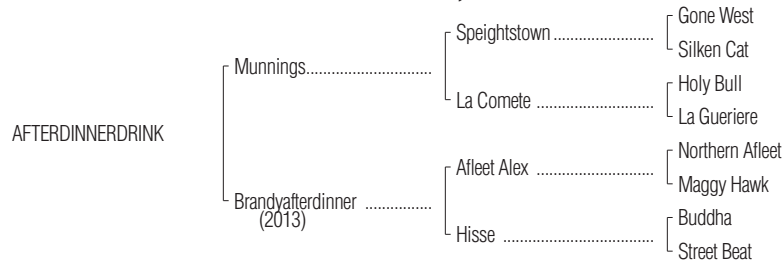 Gone West
Speightstown
Silken Cat
Munnings
Holy Bull
La Comete
La Gueriere
AFTERDINNERDRINK
Northern Afleet
Afleet Alex
Maggy Hawk
Brandyafterdinner
(2013)
Buddha
Hisse
Street Beat